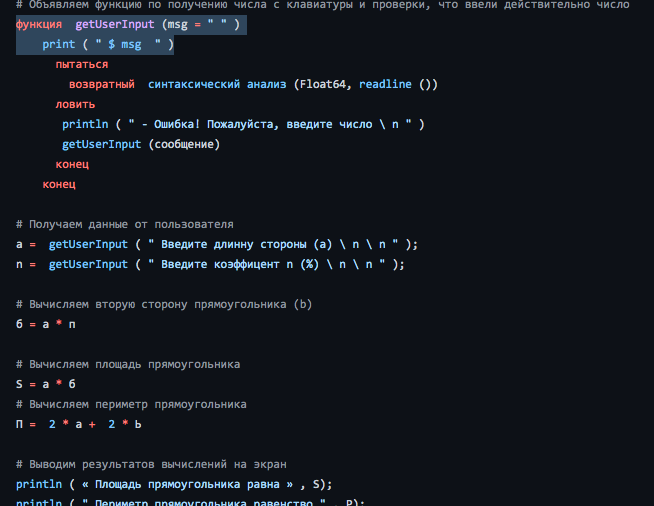 # Объявляем функцию по получению числа с клавиатуры и проверки, что ввели действительно число
функция getUserInput (msg = " " )
print ( " $ msg " )
пытаться
возвратный синтаксический анализ (Float64, readline ())
ловить
println ( " - Ошибка! Пожалуйста, введите число \ n " )
getUserInput (сообщение)
конец
конец
# Получаем данные от пользователя
a = getUserInput ( " Введите длинну стороны (a) \ n \ n " );
n = getUserInput ( " Введите коэффицент n (%) \ n \ n " );
# Вычисляем вторую сторону прямоугольника (b)
б = а * п
# Вычисляем площадь прямоугольника
S = а * б
# Вычисляем периметр прямоугольника
П = 2 * а + 2 * Ь
# Выводим результатов вычислений на экран
println ( « Площадь прямоугольника равна » , S);
println ( " Периметр прямоугольника равенство " , P);